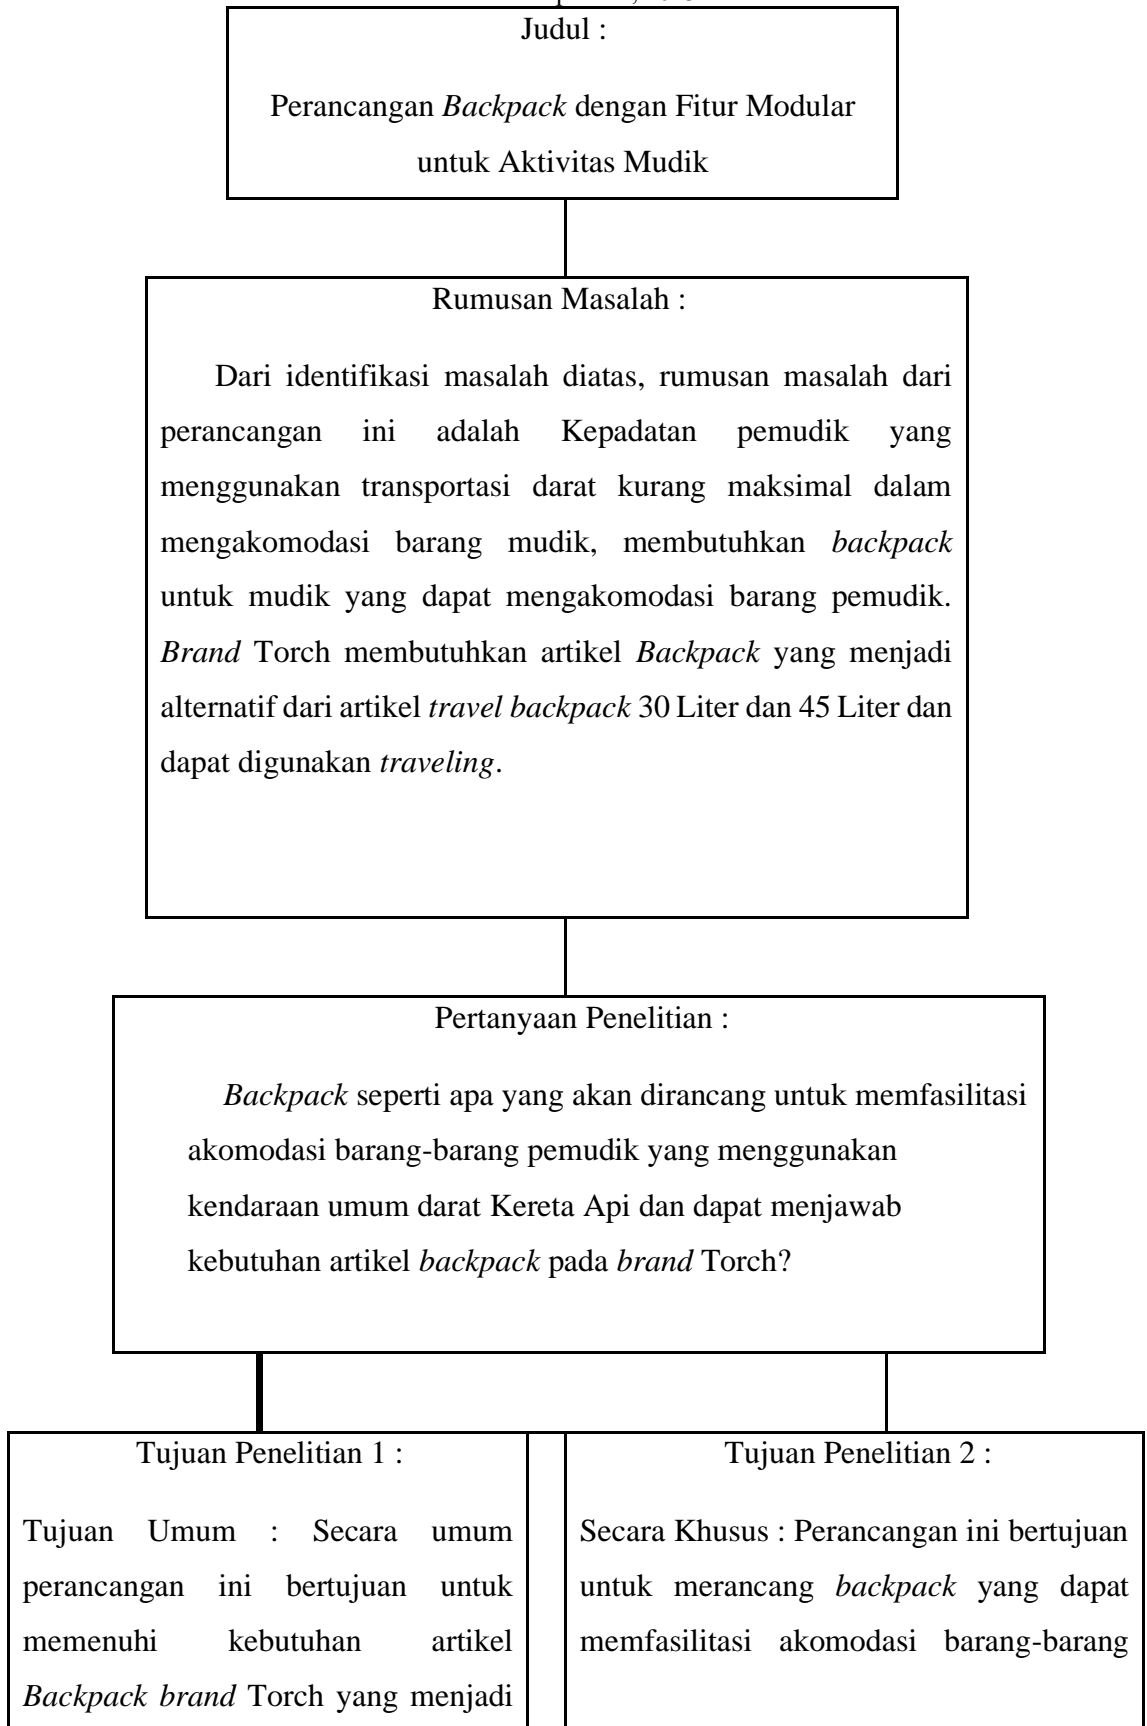 Judul :
Perancangan Backpack dengan Fitur Modular
untuk Aktivitas Mudik
Rumusan Masalah :
Dari identifikasi masalah diatas, rumusan masalah dari
perancangan ini adalah Kepadatan pemudik yang
menggunakan transportasi darat kurang maksimal dalam
mengakomodasi barang mudik, membutuhkan backpack
untuk mudik yang dapat mengakomodasi barang pemudik.
Brand Torch membutuhkan artikel Backpack yang menjadi
alternatif dari artikel travel backpack 30 Liter dan 45 Liter dan
dapat digunakan traveling.
Pertanyaan Penelitian :
Backpack seperti apa yang akan dirancang untuk memfasilitasi
akomodasi barang-barang pemudik yang menggunakan
kendaraan umum darat Kereta Api dan dapat menjawab
kebutuhan artikel backpack pada brand Torch?
Tujuan Penelitian 1 :
Tujuan Umum : Secara umum
perancangan ini bertujuan untuk
memenuhi kebutuhan artikel
Backpack brand Torch yang menjadi
Tujuan Penelitian 2 :
Secara Khusus : Perancangan ini bertujuan
untuk merancang backpack yang dapat
memfasilitasi akomodasi barang-barang